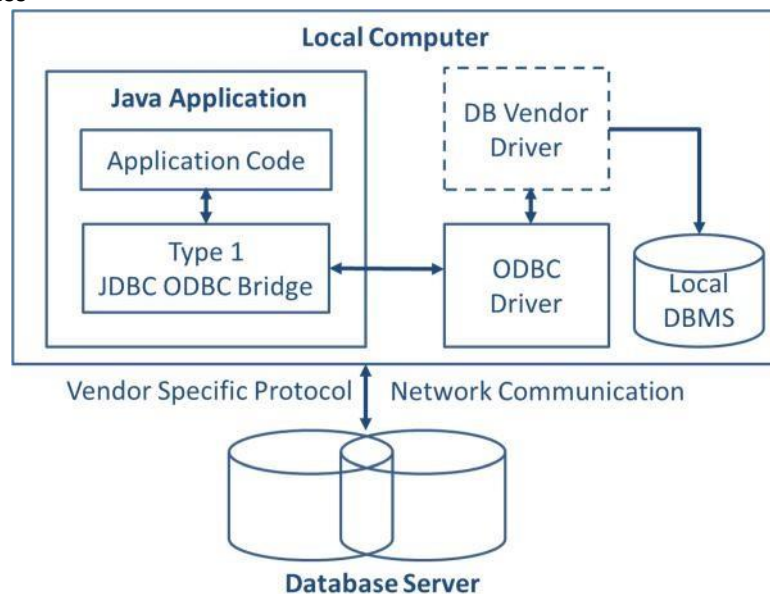 Local Computer
Java Application
Application Code
Type 1
JDBC ODBC Bridge
DB Vendor
Driver
ODBC
Driver
Local
DBMS
Vendor Specific Protocol
Network Communication
Database Server